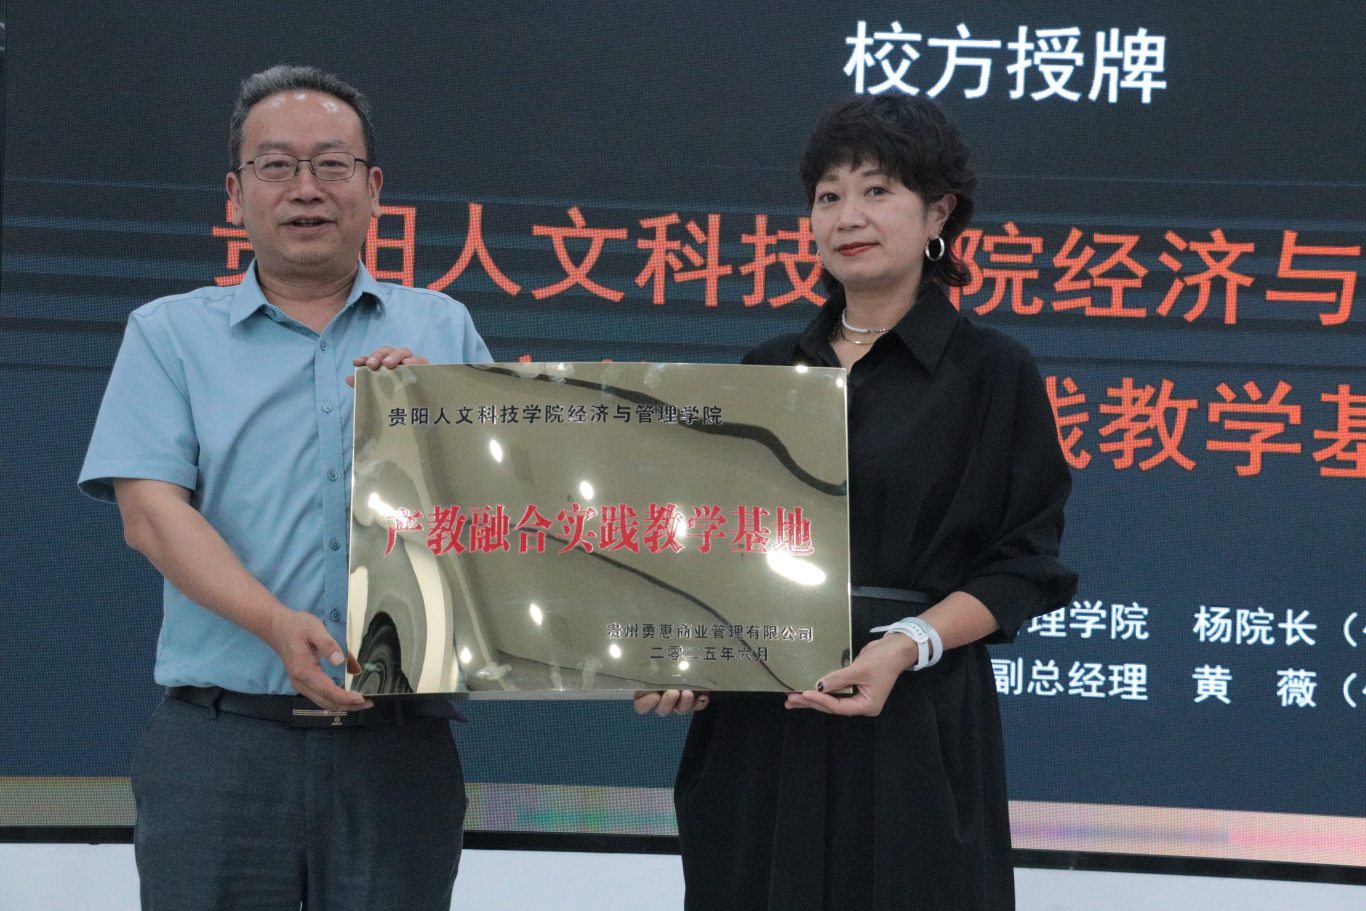 校方授牌
贵阳人文科技 院经济与
践教学基
理学院 杨院长（
副总经理 黄 薇（
贵阳人文科技学院经济与管理学院
产教融合实践教学基地
贵州勇惠商业管理有限公司
二零二五年六月